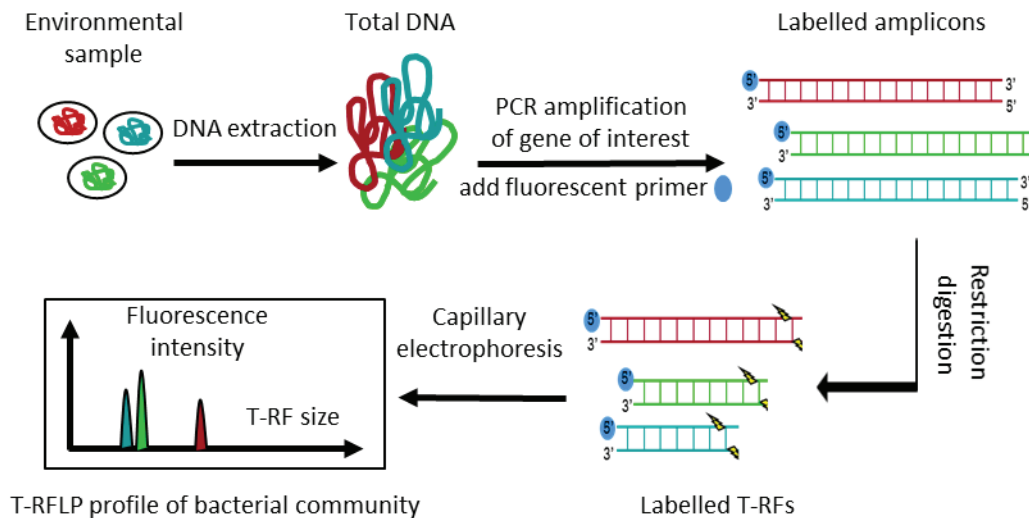 Environmental
sample
Total DNA
Labelled amplicons
DNA extraction
PCR amplification
of gene of interest
add fluorescent primer
5'
3'
3'
5'
5'
3'
5'
3'
3'
5'
Restriction
digestion
Fluorescence
intensity
T-RF size
Capillary
electrophoresis
5'
3'
5'
3'
5'
3'
T-RFLP profile of bacterial community
Labelled T-RFs